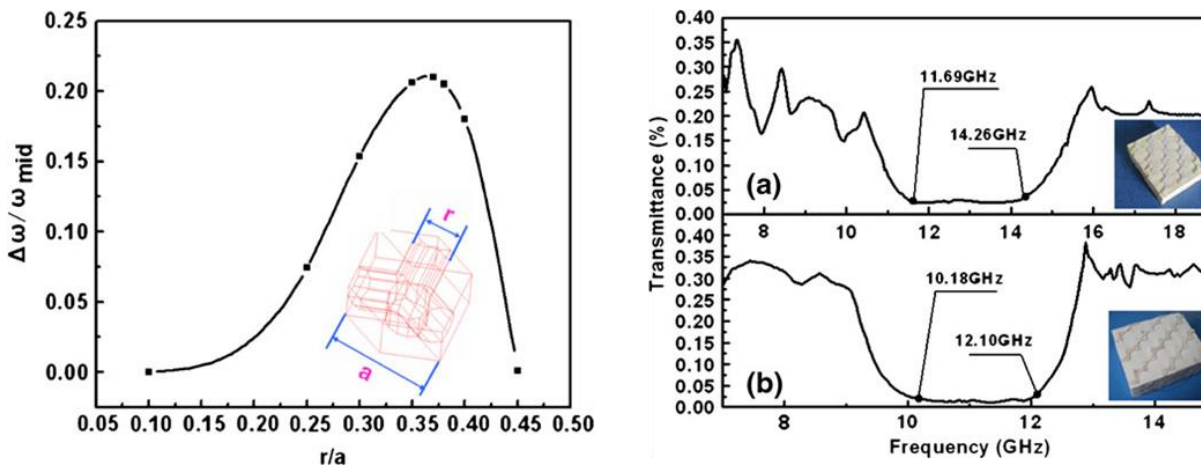 0.25
0.20
0.15
0.10
0.05
0.00
Δω/ω mid
r
a
0.05 0.10 0.15 0.20 0.25 0.30 0.35 0.40 0.45 0.50
r/a
Transmittance (%)
0.40
0.35
0.30
0.25
0.20
0.15
0.10
0.05
0.00
11.69GHz
14.26GHz
(a)
8 10 12 14 16 18
0.35
0.30
0.25
0.20
0.15
0.10
0.05
0.00
10.18GHz
12.10GHz
(b)
8 10 12 14
Frequency (GHz)